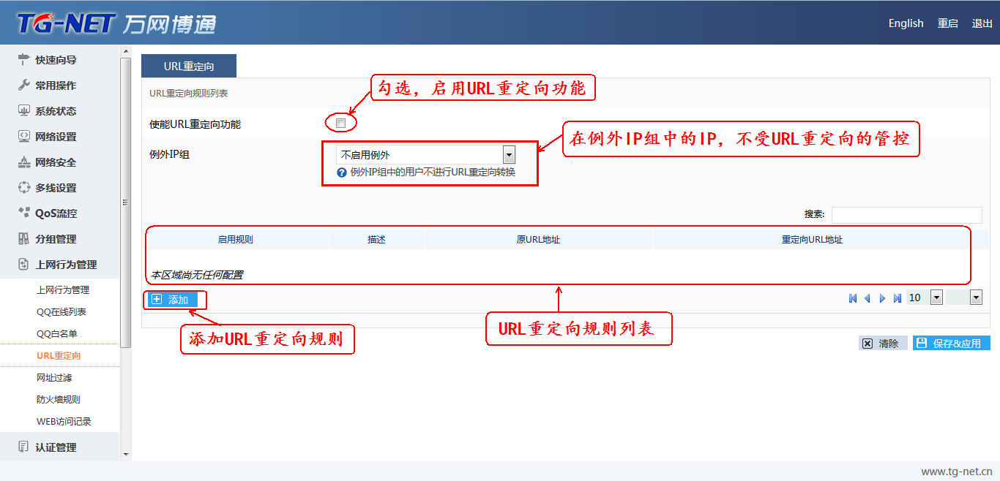 TG-NET 万网博通
English 重启 退出
快速向导
常用操作
系统状态
网络设置
网络安全
多线设置
QoS流控
分组管理
上网行为管理
上网行为管理
QQ在线列表
QQ白名单
URL重定向
网址过滤
防火墙规则
WEB访问记录
认证管理
URL重定向
URL重定向规则列表
勾选，启用URL重定向功能
使能URL重定向功能
在例外IP组中的IP，不受URL重定向的管控
例外IP组 不启用例外
例外IP组中的用户不进行URL重定向转换
搜索:
启用规则 描述 原URL地址 重定向URL地址
本区域尚无任何配置
添加 10
添加URL重定向规则
URL重定向规则列表
清除 保存&应用
www.tg-net.cn